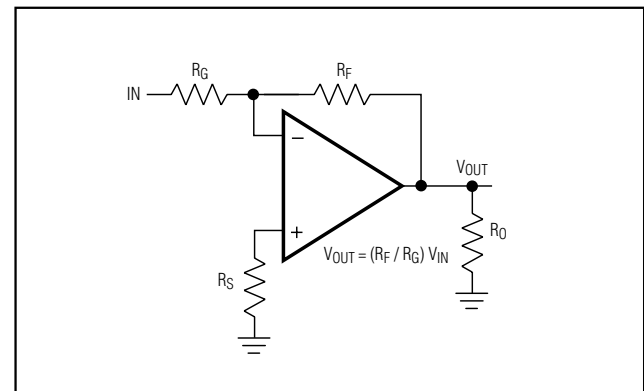 RG
RF
IN
−
VOUT
+
VOUT = (RF / RG) VIN
RO
RS